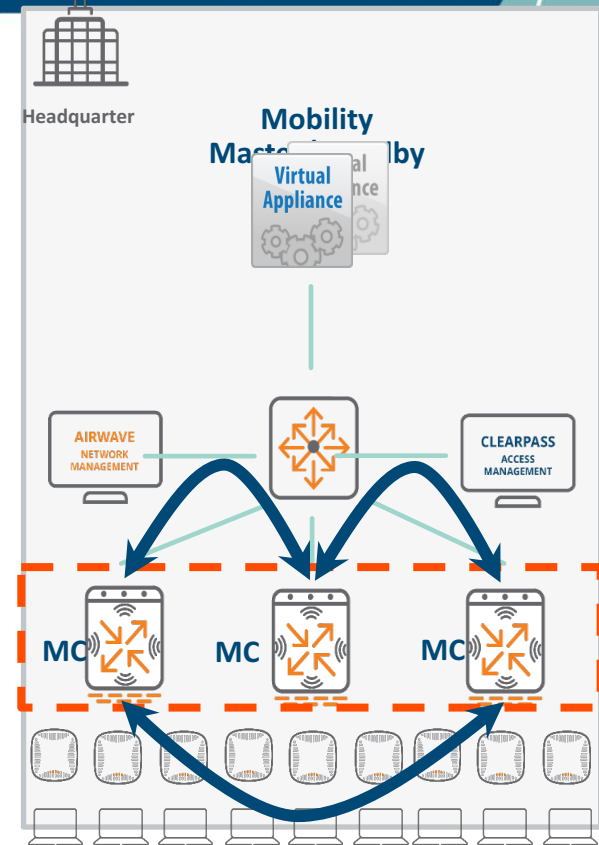 Headquarter
Mobility
Virtual
Appliance
AIRWAVE
NETWORK
MANAGEMENT
CLEARPASS
ACCESS
MANAGEMENT
MC
MC
MC